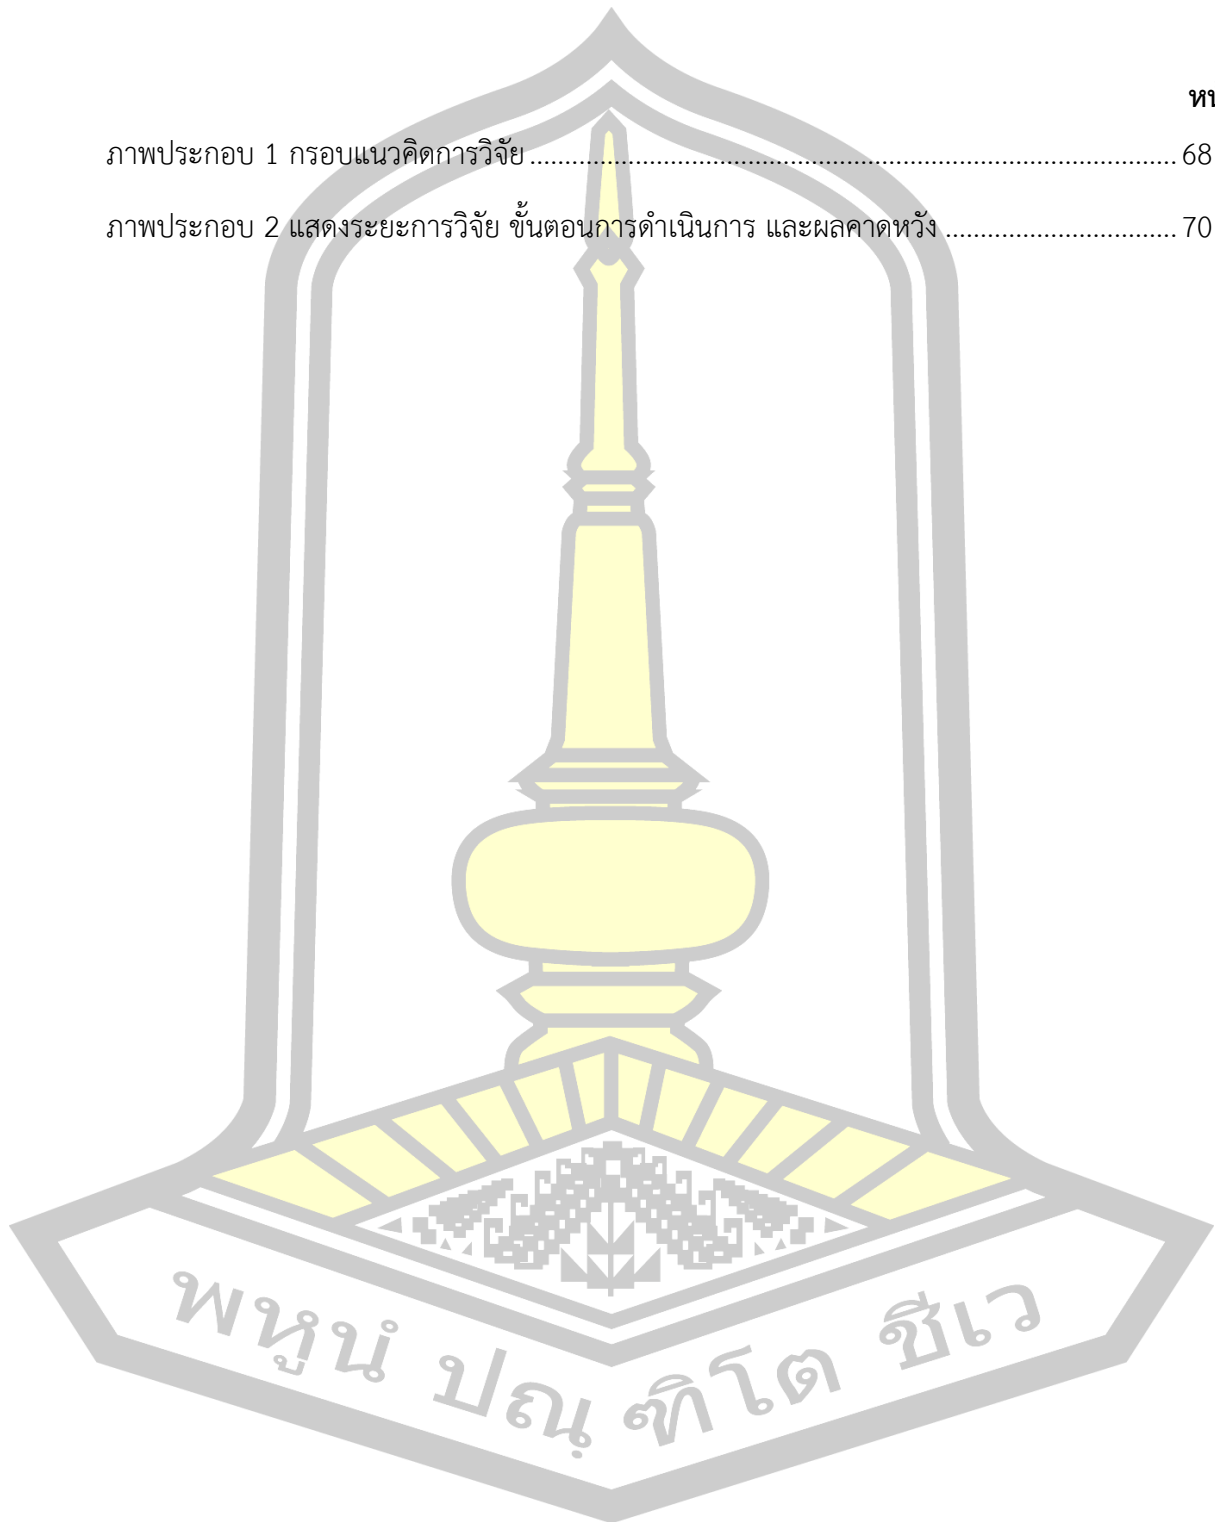 ภาพประกอบ 1 กรอบแนวคิดการวิจัย.......................................................................................... 68
ภาพประกอบ 2 แสดงระยะการวิจัย ขั้นตอนการดำเนินการ และผลคาดหวัง ................................ 70
พหูนํ ปณฺฑิโต ชีเว